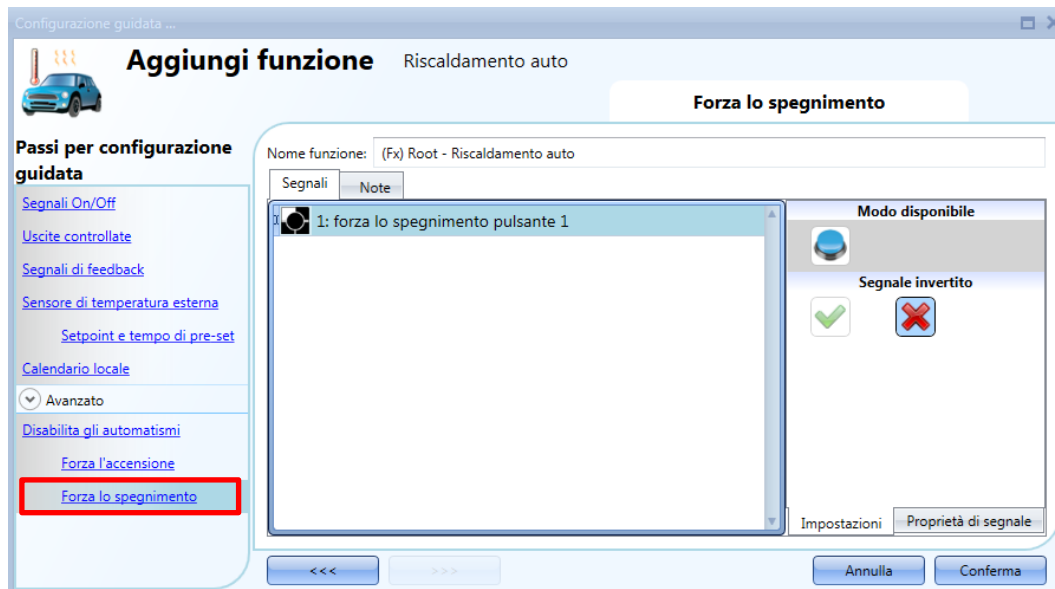 Configurazione guidata ...
Aggiungi funzione Riscaldamento auto
Forza lo spegnimento
Passi per configurazione
guidata
Segnali On/Off
Uscite controllate
Segnali di feedback
Sensore di temperatura esterna
Setpoint e tempo di pre-set
Calendario locale
Avanzato
Disabilita gli automatismi
Forza l'accensione
Forza lo spegnimento
Nome funzione: (Fx) Root - Riscaldamento auto
Segnali Note
1: forza lo spegnimento pulsante 1
Modo disponibile
Segnale invertito
Impostazioni Proprietà di segnale
<<< >>> Annulla Conferma